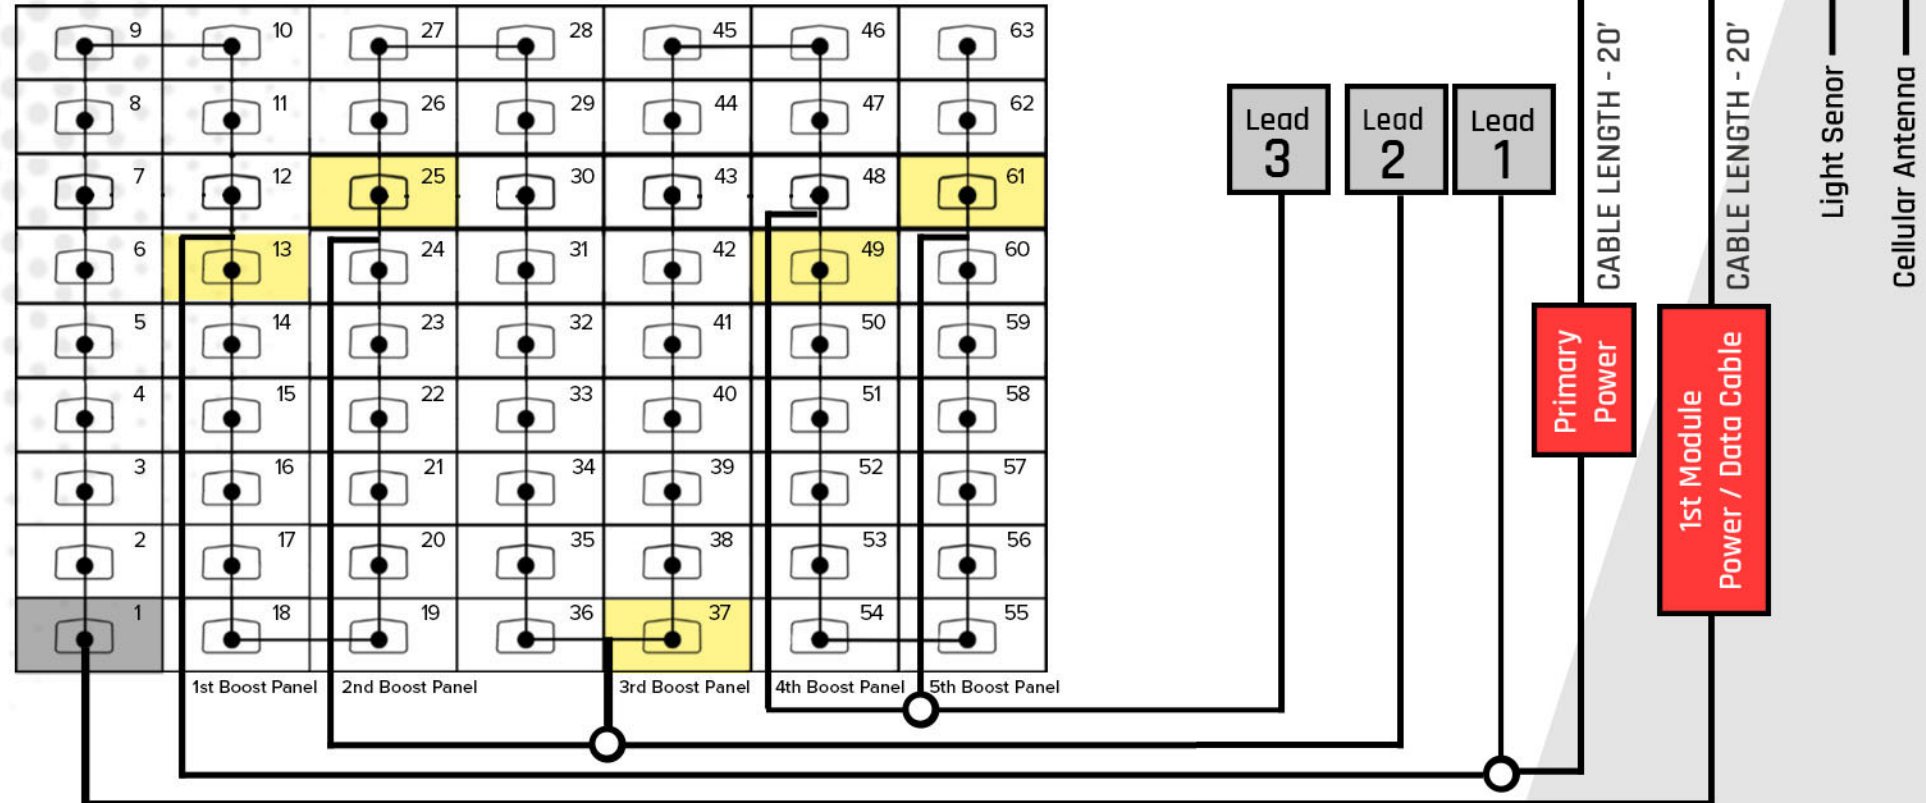 9 10 27 28 45 46 63
8 11 26 29 44 47 62
7 12 25 30 43 48 61
6 13 24 31 42 49 60
5 14 23 32 41 50 59
4 15 22 33 40 51 58
3 16 21 34 39 52 57
2 17 20 35 38 53 56
1 18 19 36 37 54 55
1st Boost Panel
2nd Boost Panel
3rd Boost Panel
4th Boost Panel
5th Boost Panel
Lead
3
Lead
2
Lead
1
CABLE LENGTH - 20'
Primary
Power
CABLE LENGTH - 20'
1st Module
Power / Data Cable
Light Senor
Cellular Antenna